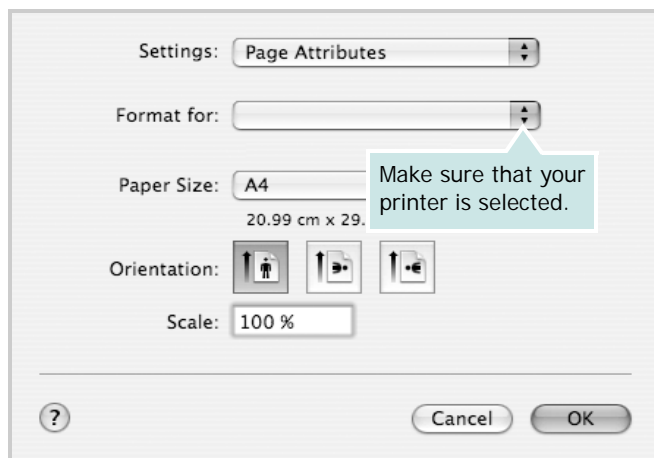 Settings: Page Attributes
Format for:
Make sure that your
printer is selected.
Paper Size: A4
20.99 cm x 29.
Orientation:
Scale: 100 %
? Cancel OK